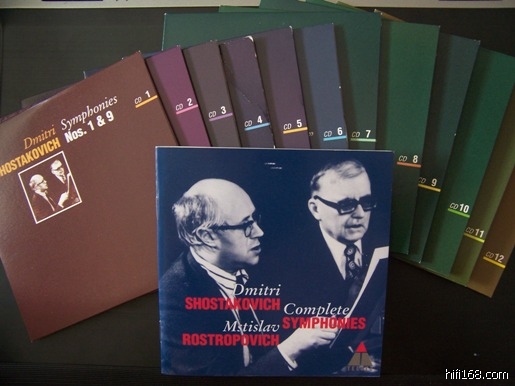 CD 1
CD 2
CD 3
CD 4
CD 5
CD 6
CD 7
CD 8
CD 9
CD 10
CD 11
CD 12
Dmitri Symphonies
SHOSTAKOVICH Nos. 1 & 9
Dmitri
SHOSTAKOVICH Complete
Mstislav SYMPHONIES
ROSTROPOVICH
TELDEC
hifi168.com